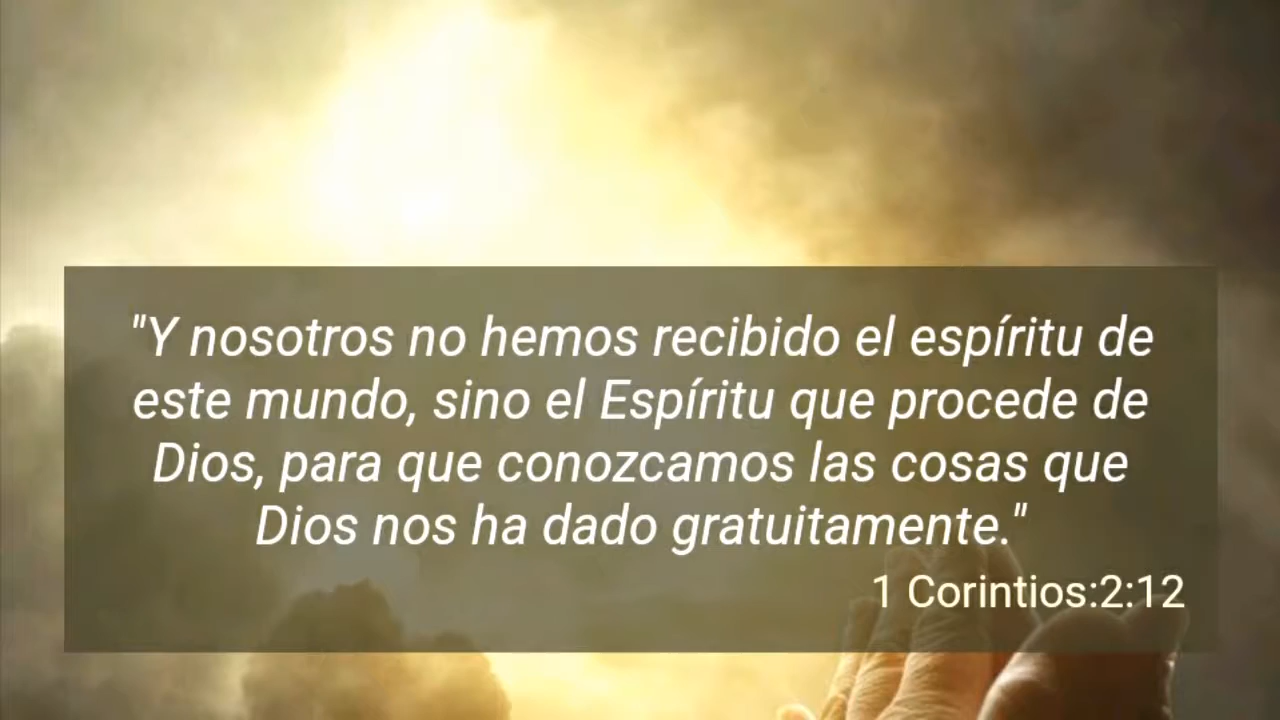 "Y nosotros no hemos recibido el espíritu de
este mundo, sino el Espíritu que procede de
Dios, para que conozcamos las cosas que
Dios nos ha dado gratuitamente."
1 Corintios:2:12